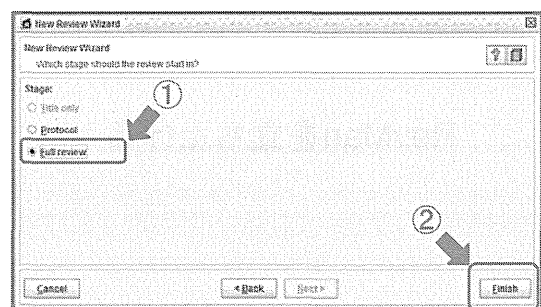 New Review Wizard
New Review Wizard
Which stage should the review start in?
Stage:
①
Title only
Protocol
Full review
②
Cancel
< Back
Next >
Finish